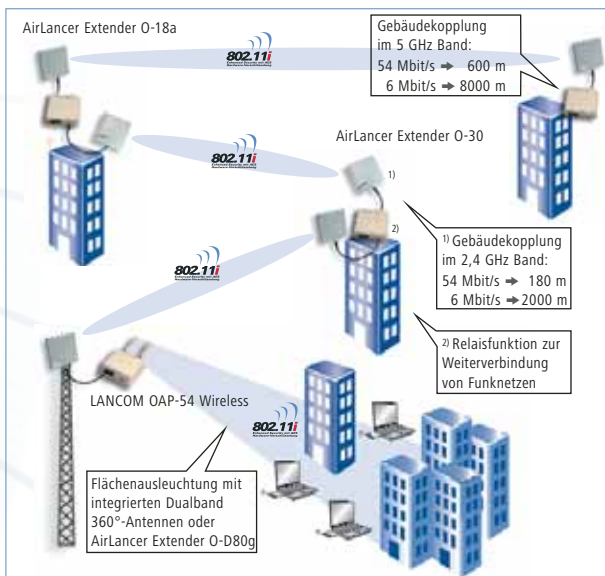 AirLancer Extender O-18a
802.11i
Gebäudekopplung
im 5 GHz Band:
54 Mbit/s ➔ 600 m
6 Mbit/s ➔ 8000 m
802.11i
AirLancer Extender O-30
1)
2)
802.11i
1) Gebäudekopplung
im 2,4 GHz Band:
54 Mbit/s ➔ 180 m
6 Mbit/s ➔ 2000 m
2) Relaisfunktion zur
Weiterverbindung
von Funknetzen
LANCOM OAP-54 Wireless
802.11i
Flächenausleuchtung mit
integrierten Dualband
360°-Antennen oder
AirLancer Extender O-D80g